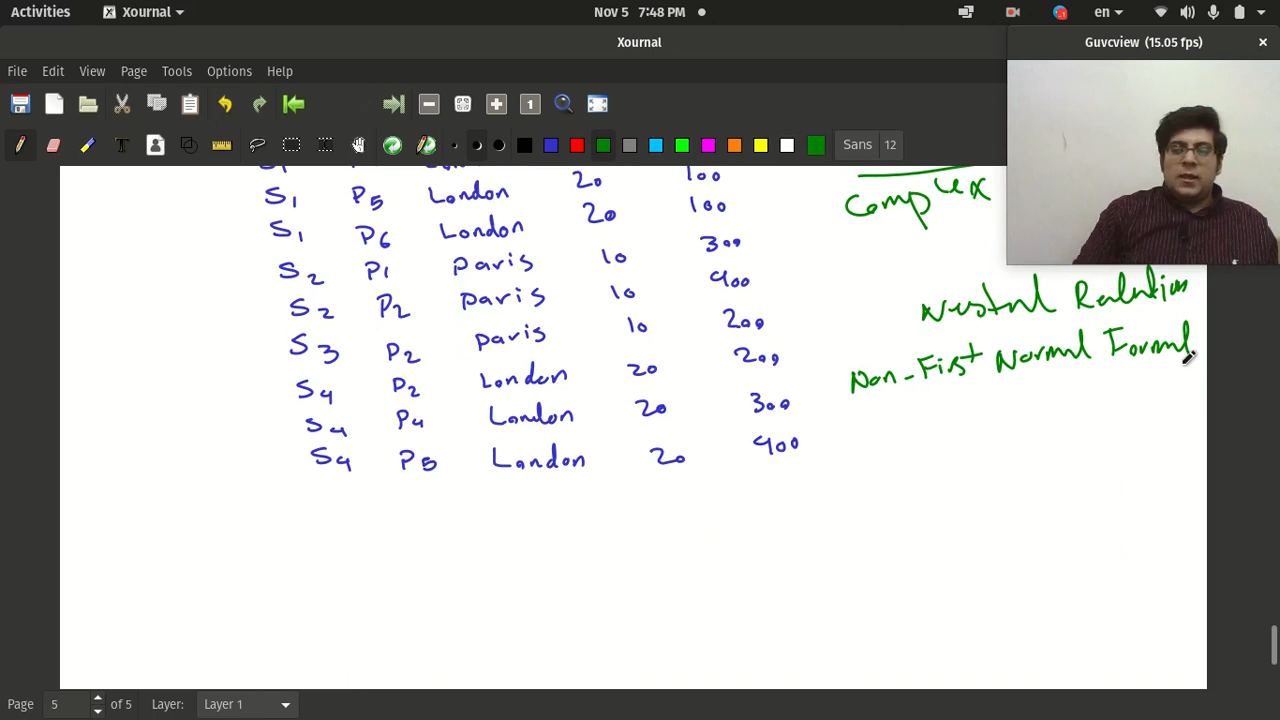 Activities Xournal Nov 5 7:48 PM en
Xournal
Guvcview (15.05 fps)
File Edit View Page Tools Options Help
Sans 12
20 100
S1 P5 London 20 100
S1 P6 London 300
S2 P1 Paris 10 400
S2 P2 Paris 10 200
S3 P2 Paris 10 200
S4 P2 London 20 300
S4 P4 London 20 400
S4 P5 London 20
Complex
Relation
Non-First Normal Formal
Page 5 of 5 Layer: Layer 1